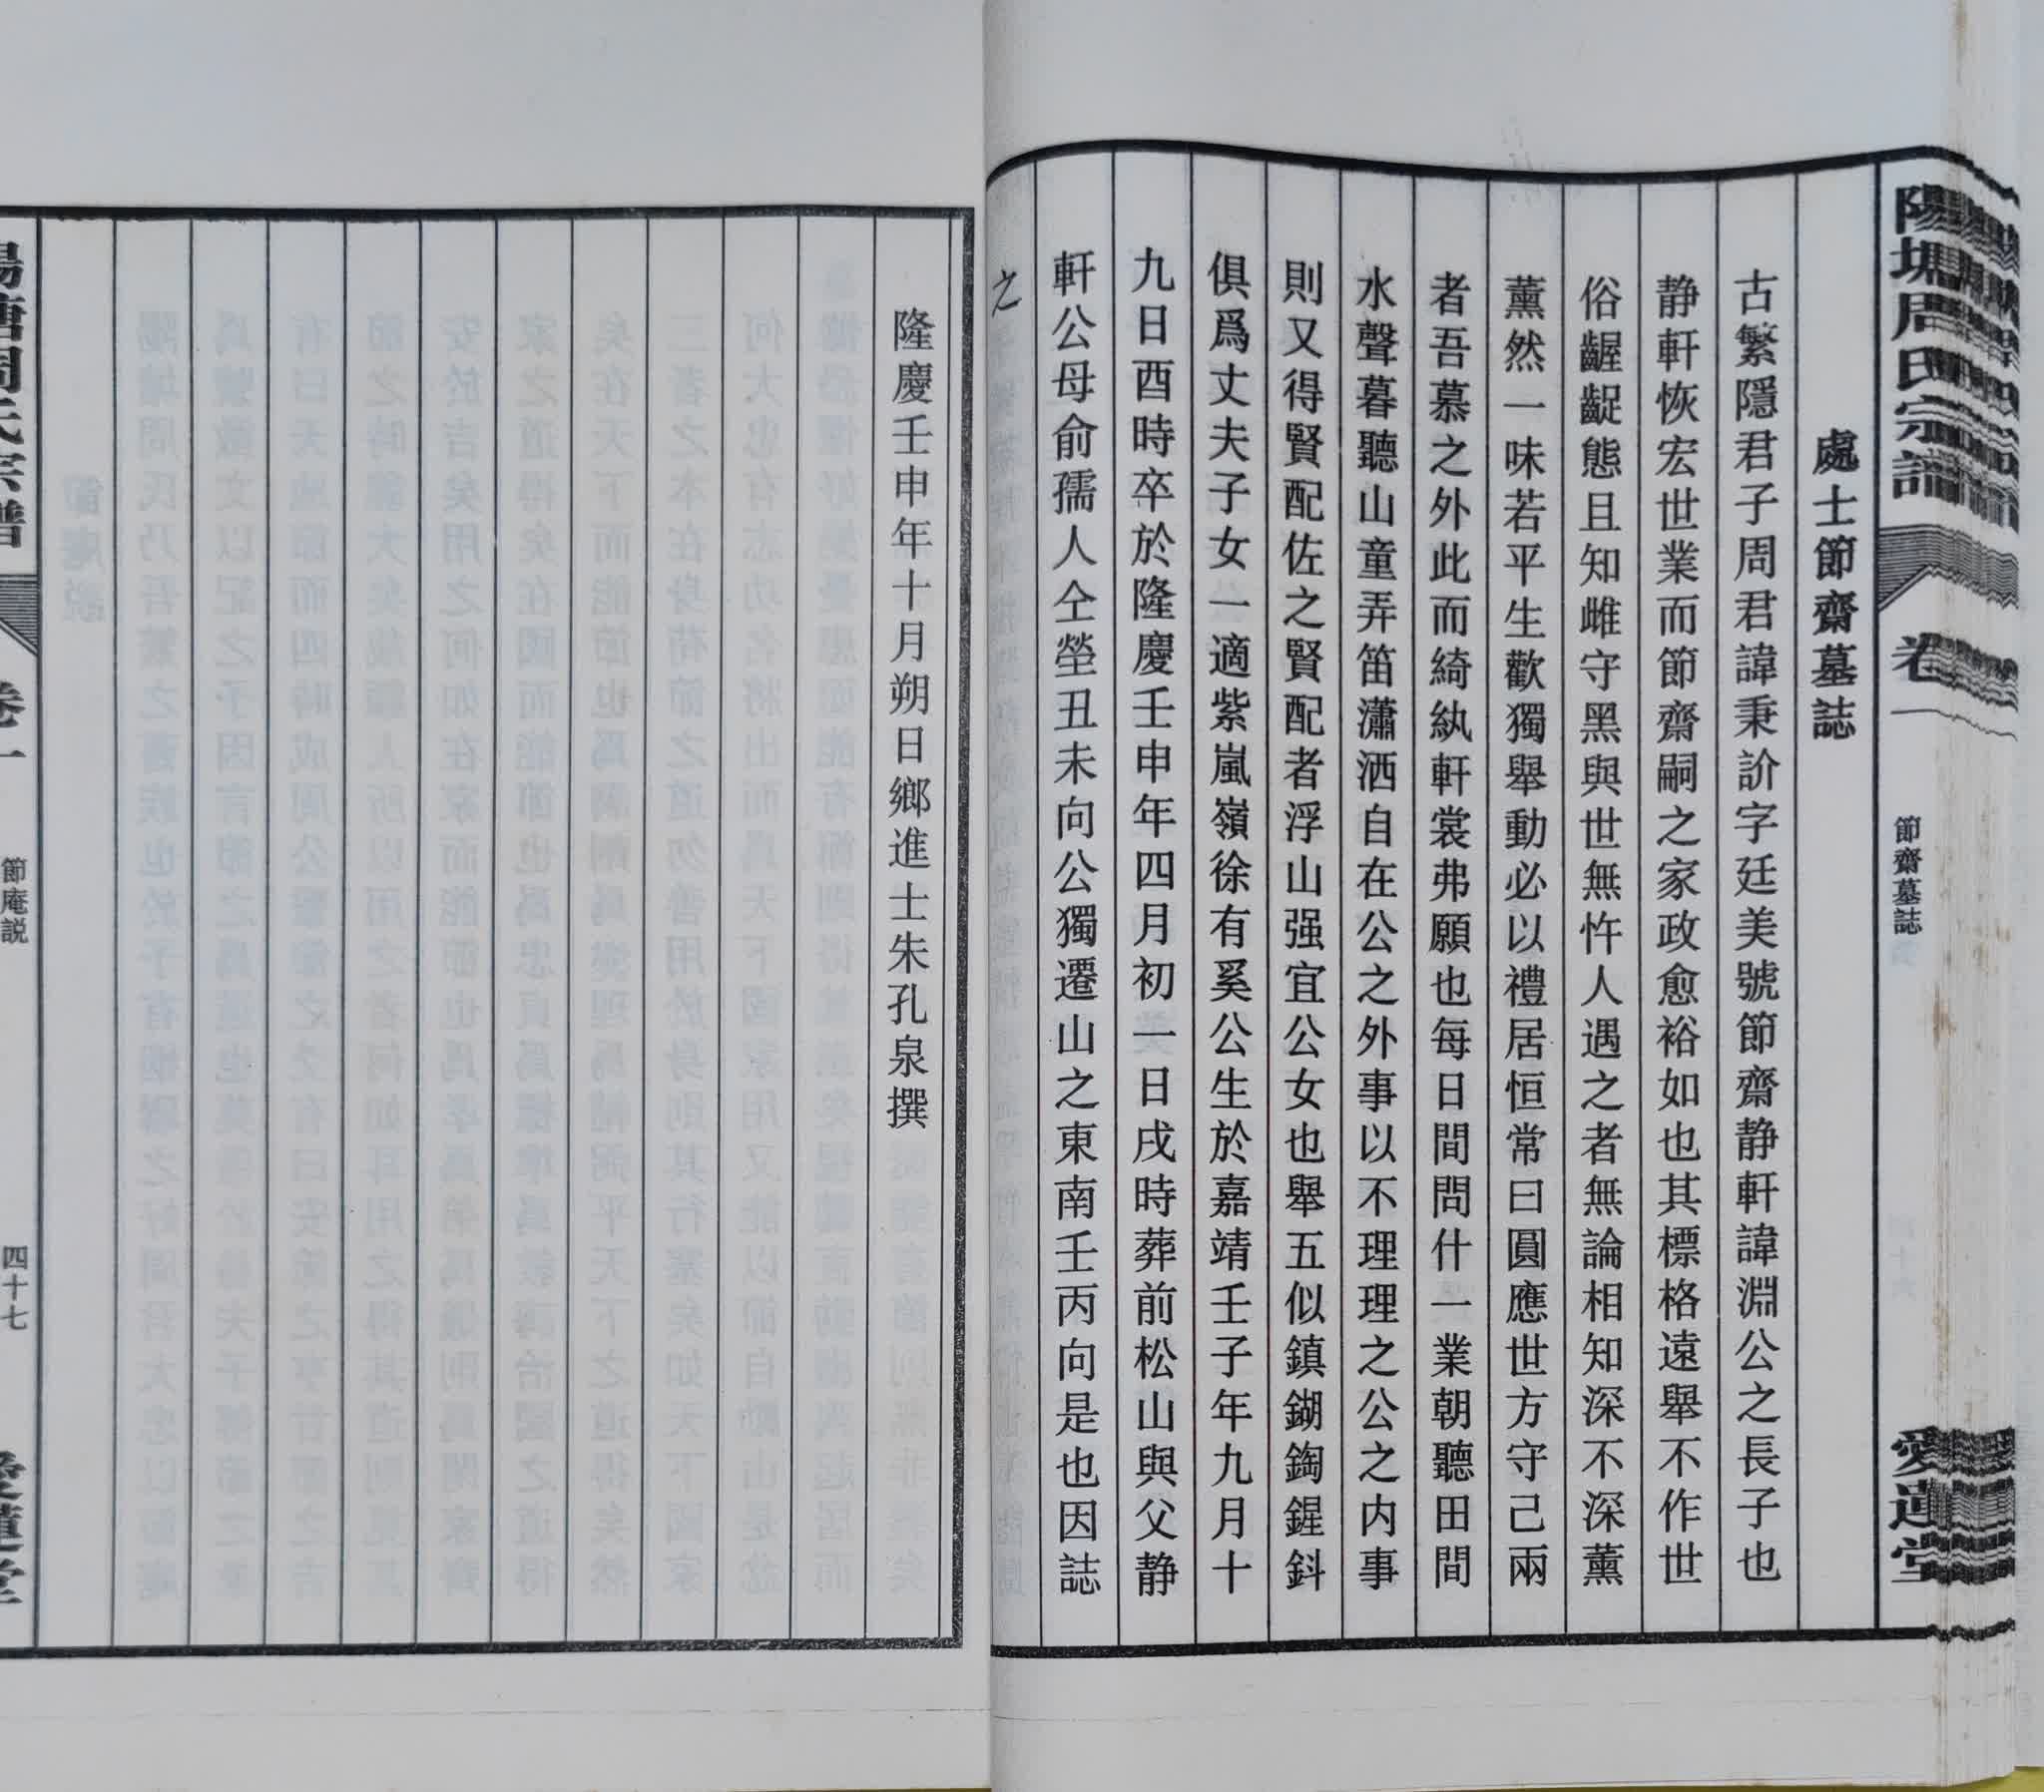 陽塘周氏宗譜
卷一
節齋墓誌
愛蓮堂
處士節齋墓誌
古繁隱君子周君諱秉訢字廷美號節齋静軒諱淵公之長子也
静軒恢宏世業而節齋嗣之家政愈裕如也其標格遠舉不作世
俗齷齪態且知雌守黑與世無忤人遇之者無論相知深不深薰
薰然一味若平生歡獨舉動必以禮居恒常曰圓應世方守己兩
者吾慕之外此而綺紈軒裳弗願也每日間問什一業朝聽田間
水聲暮聽山童弄笛瀟洒自在公之外事以不理理之公之内事
則又得賢配佐之賢配者浮山强宜公女也舉五似鎮鎙鋾鍟鈄
俱爲丈夫子女一適紫嵐嶺徐有奚公生於嘉靖壬子年九月十
九日酉時卒於隆慶壬申年四月初一日戌時葬前松山與父静
軒公母俞孺人仝塋丑未向公獨遷山之東南壬丙向是也因誌
之
隆慶壬申年十月朔日鄉進士朱孔泉撰
陽塘周氏宗譜
卷一
節庵説
四十七
愛蓮堂